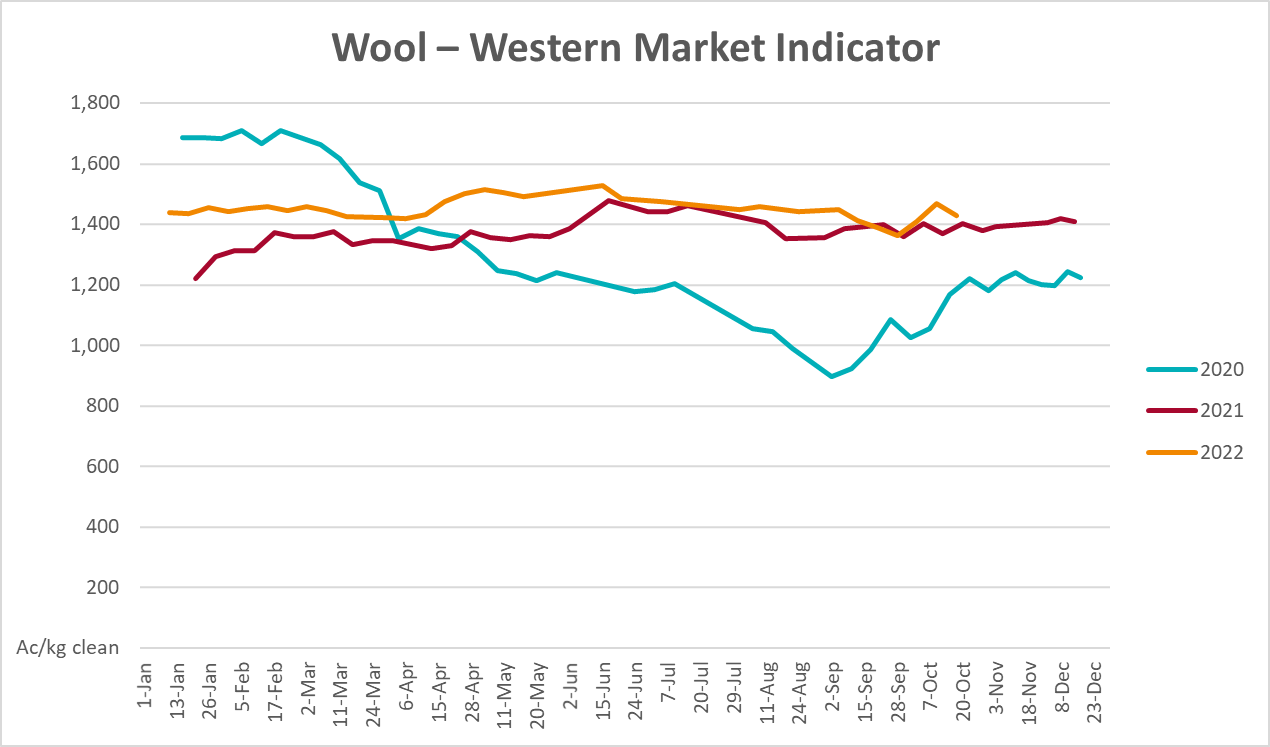 Wool – Western Market Indicator
1,800
1,600
1,400
1,200
1,000
800
600
400
200
Ac/kg clean
1-Jan
13-Jan
26-Jan
5-Feb
17-Feb
2-Mar
11-Mar
24-Mar
6-Apr
15-Apr
28-Apr
11-May
20-May
2-Jun
15-Jun
24-Jun
7-Jul
20-Jul
29-Jul
11-Aug
24-Aug
2-Sep
15-Sep
28-Sep
7-Oct
20-Oct
3-Nov
18-Nov
8-Dec
23-Dec
2020
2021
2022